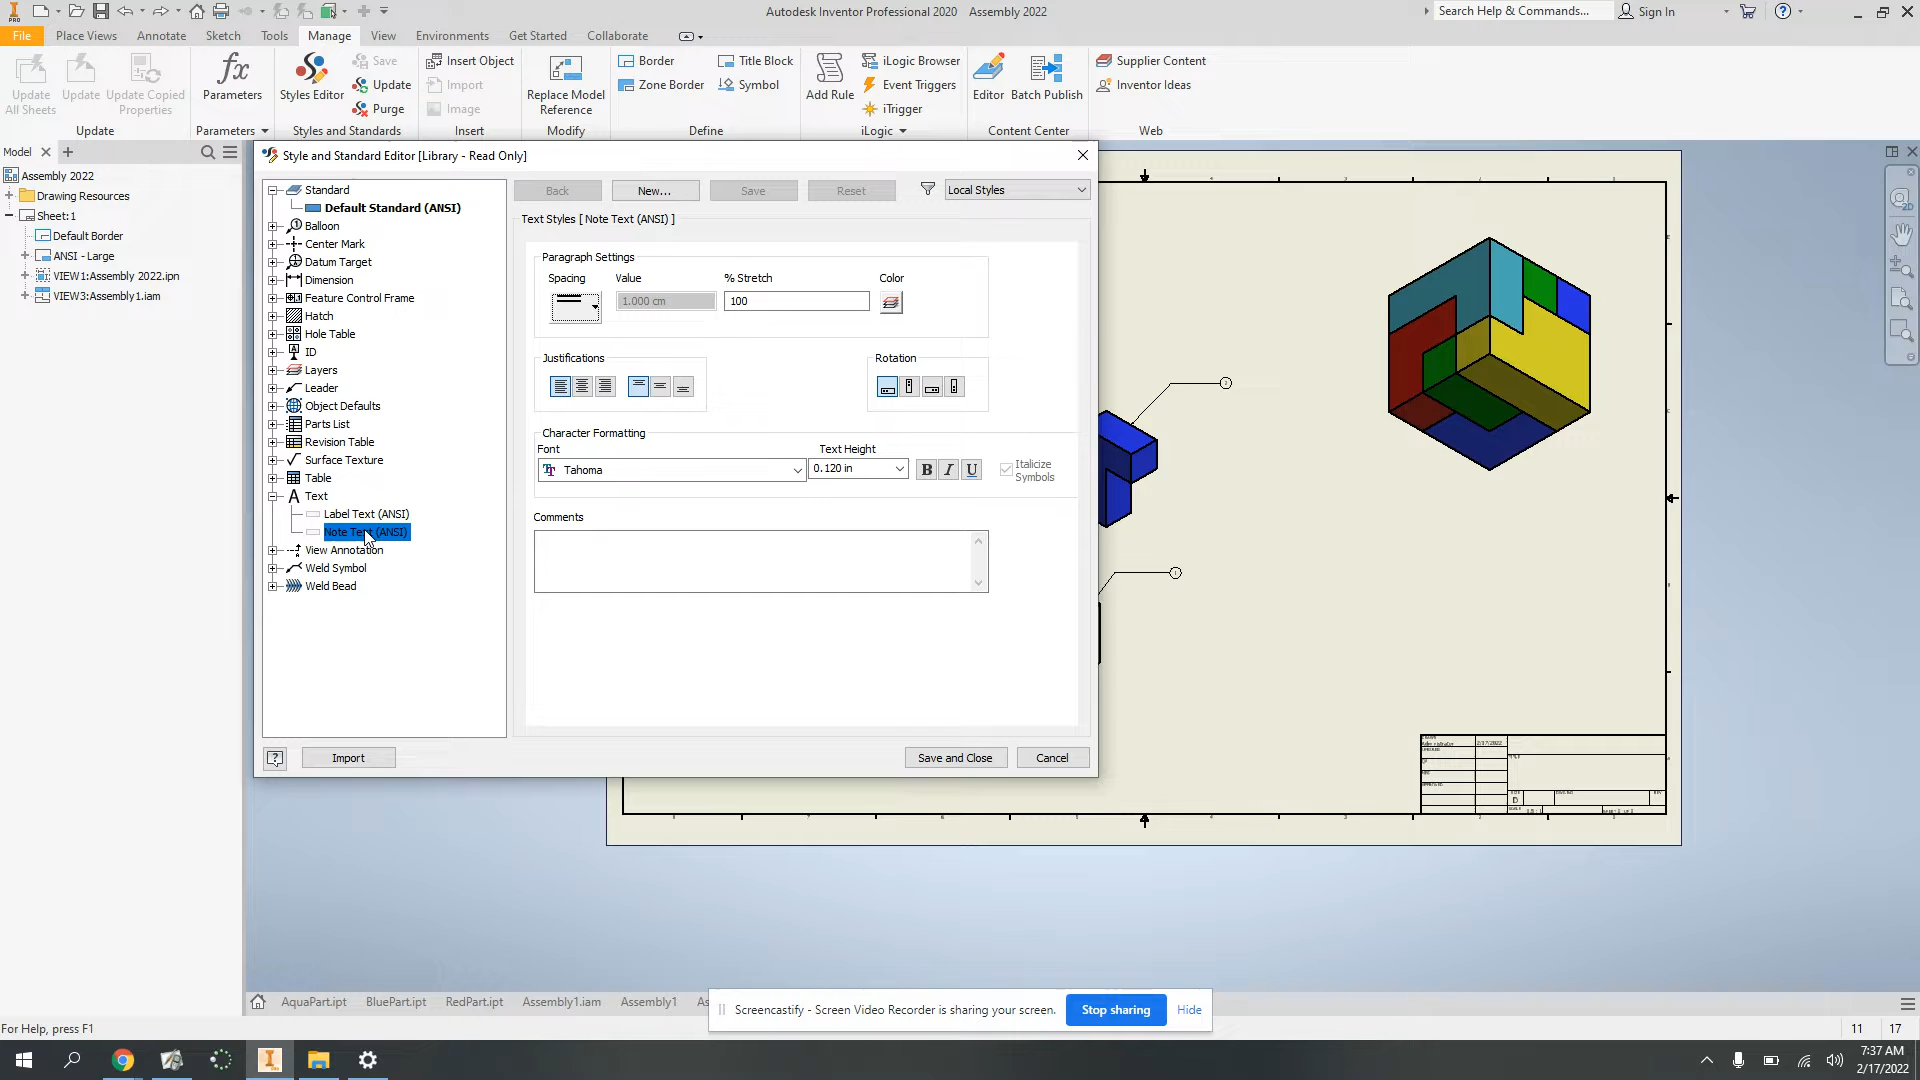 Autodesk Inventor Professional 2020 Assembly 2022
Search Help & Commands...
Sign In
PRO
File
Place Views
Annotate
Sketch
Tools
Manage
View
Environments
Get Started
Collaborate
Update All Sheets
Update
Update Copied Properties
Update
fx
Parameters
Parameters
Styles Editor
Save
Update
Purge
Styles and Standards
Insert Object
Import
Image
Insert
Replace Model Reference
Modify
Border
Zone Border
Title Block
Symbol
Define
Add Rule
iLogic Browser
Event Triggers
iTrigger
iLogic
Editor
Batch Publish
Content Center
Supplier Content
Inventor Ideas
Web
Model
Assembly 2022
Drawing Resources
Sheet:1
Default Border
ANSI - Large
VIEW1:Assembly 2022.ipn
VIEW3:Assembly1.iam
Style and Standard Editor [Library - Read Only]
Standard
Default Standard (ANSI)
Balloon
Center Mark
Datum Target
Dimension
Feature Control Frame
Hatch
Hole Table
ID
Layers
Leader
Object Defaults
Parts List
Revision Table
Surface Texture
Table
Text
Label Text (ANSI)
Note Text (ANSI)
View Annotation
Weld Symbol
Weld Bead
Back
New...
Save
Reset
Local Styles
Text Styles [ Note Text (ANSI) ]
Paragraph Settings
Spacing
Value
% Stretch
Color
1.000 cm
100
Justifications
Rotation
Character Formatting
Font
Text Height
Tahoma
0.120 in
B
I
U
Italicize Symbols
Comments
Import
Save and Close
Cancel
2/17/2022
D
AquaPart.ipt
BluePart.ipt
RedPart.ipt
Assembly1.iam
Assembly1
As
Screencastify - Screen Video Recorder is sharing your screen.
Stop sharing
Hide
For Help, press F1
11
17
7:37 AM
2/17/2022